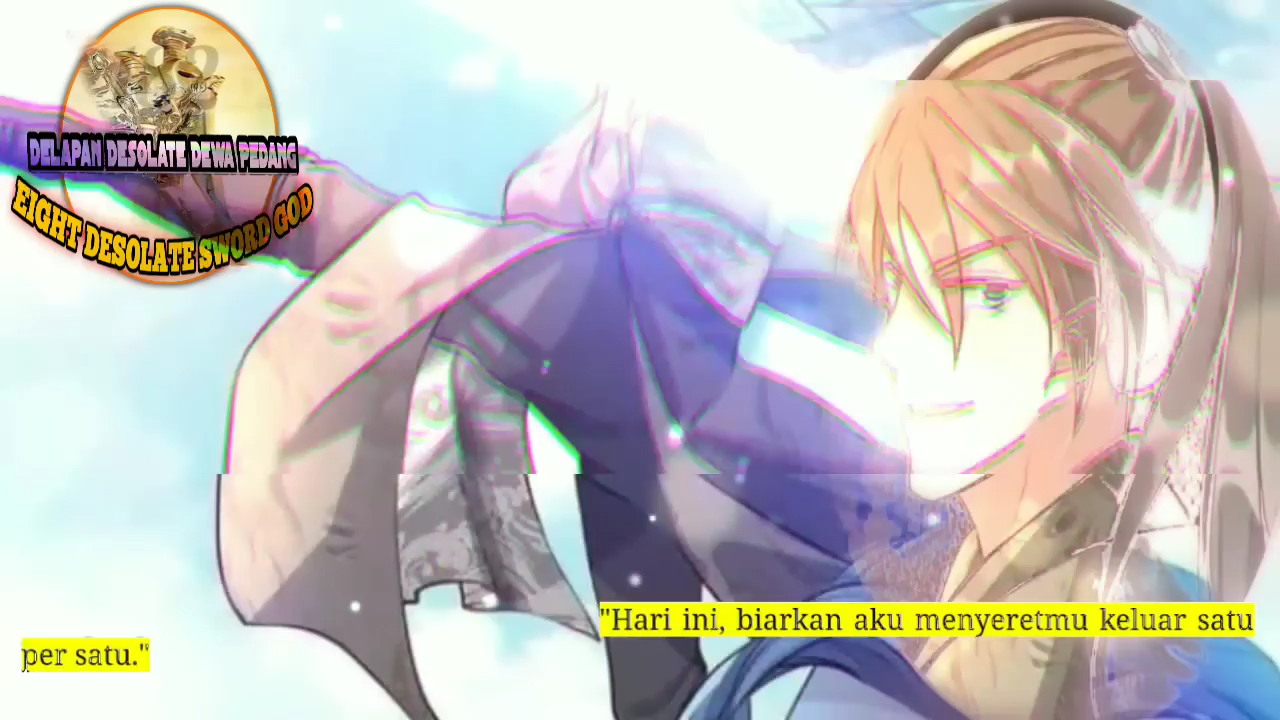 DELAPAN DESOLATE DEWA PEDANG
EIGHT DESOLATE SWORD GOD
"Hari ini, biarkan aku menyeretmu keluar satu
per satu."